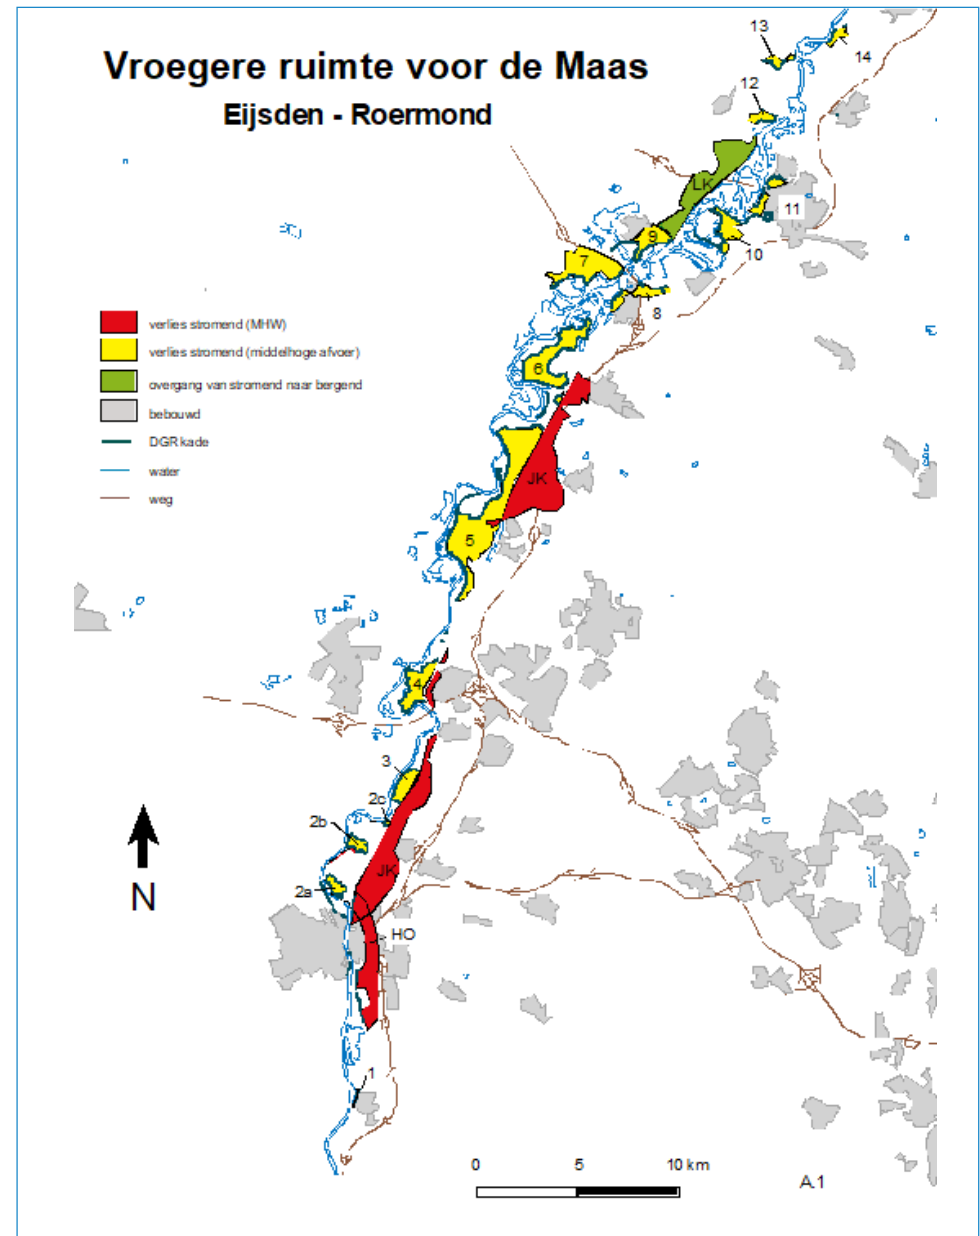 Vroegere ruimte voor de Maas
Eijsden - Roermond
13
14
12
LK
11
9
10
7
8
verlies stromend (MHW)
verlies stromend (middelhoge afvoer)
overgang van stromend naar bergend
bebouwd
DGR kade
water
weg
6
JK
5
4
3
2c
2b
JK
2a
N
HO
1
0 5 10 km
A.1